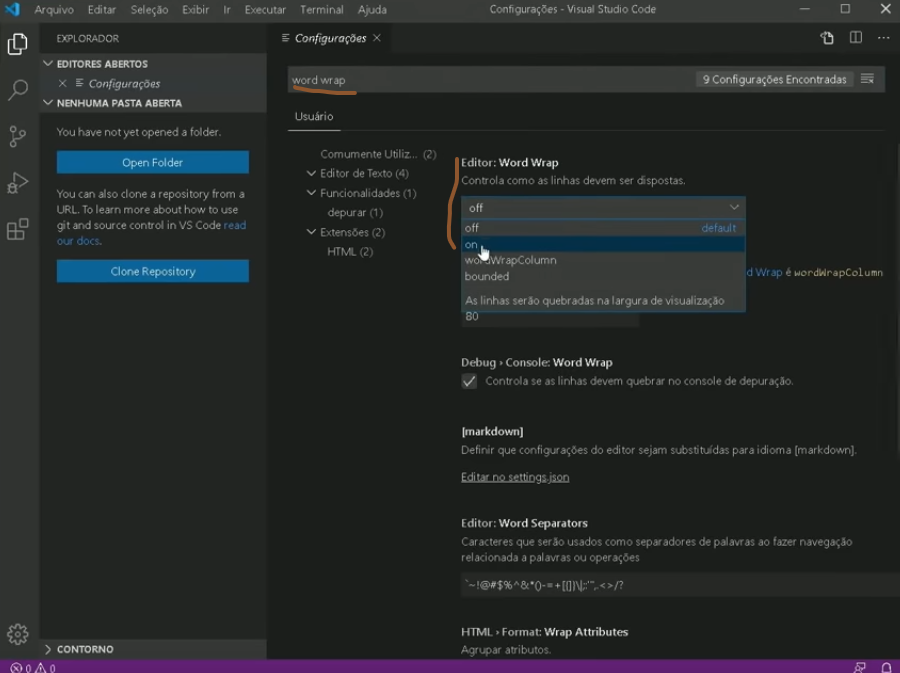 Arquivo Editar Seleção Exibir Ir Executar Terminal Ajuda Configurações - Visual Studio Code
EXPLORADOR
EDITORES ABERTOS
Configurações
NENHUMA PASTA ABERTA
You have not yet opened a folder.
Open Folder
You can also clone a repository from a
URL. To learn more about how to use
git and source control in VS Code read
our docs.
Clone Repository
CONTORNO
Configurações
word wrap 9 Configurações Encontradas
Usuário
Comumente Utiliz... (2)
Editor de Texto (4)
Funcionalidades (1)
depurar (1)
Extensões (2)
HTML (2)
Editor: Word Wrap
Controla como as linhas devem ser dispostas.
off
off default
on
wordWrapColumn
bounded
As linhas serão quebradas na largura de visualização
d Wrap é wordWrapColumn
80
Debug › Console: Word Wrap
Controla se as linhas devem quebrar no console de depuração.
[markdown]
Definir que configurações do editor sejam substituídas para idioma [markdown].
Editar no settings.json
Editor: Word Separators
Caracteres que serão usados como separadores de palavras ao fazer navegação
relacionada a palavras ou operações
`~!@#$%^&*()-=+[{]}\|;:'",.<>/?
HTML › Format: Wrap Attributes
Agrupar atributos.
0 0